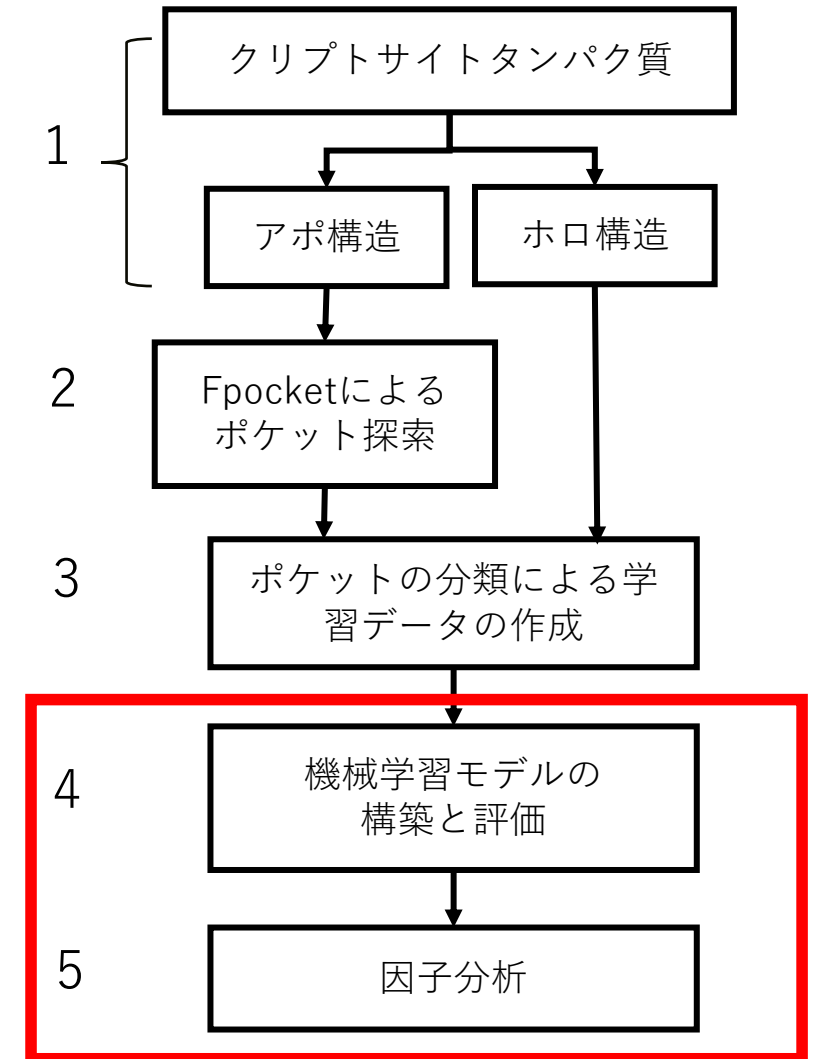 クリプトサイトタンパク質
1
アポ構造
ホロ構造
2
Fpocketによる
ポケット探索
3
ポケットの分類による学
習データの作成
4
機械学習モデルの
構築と評価
5
因子分析